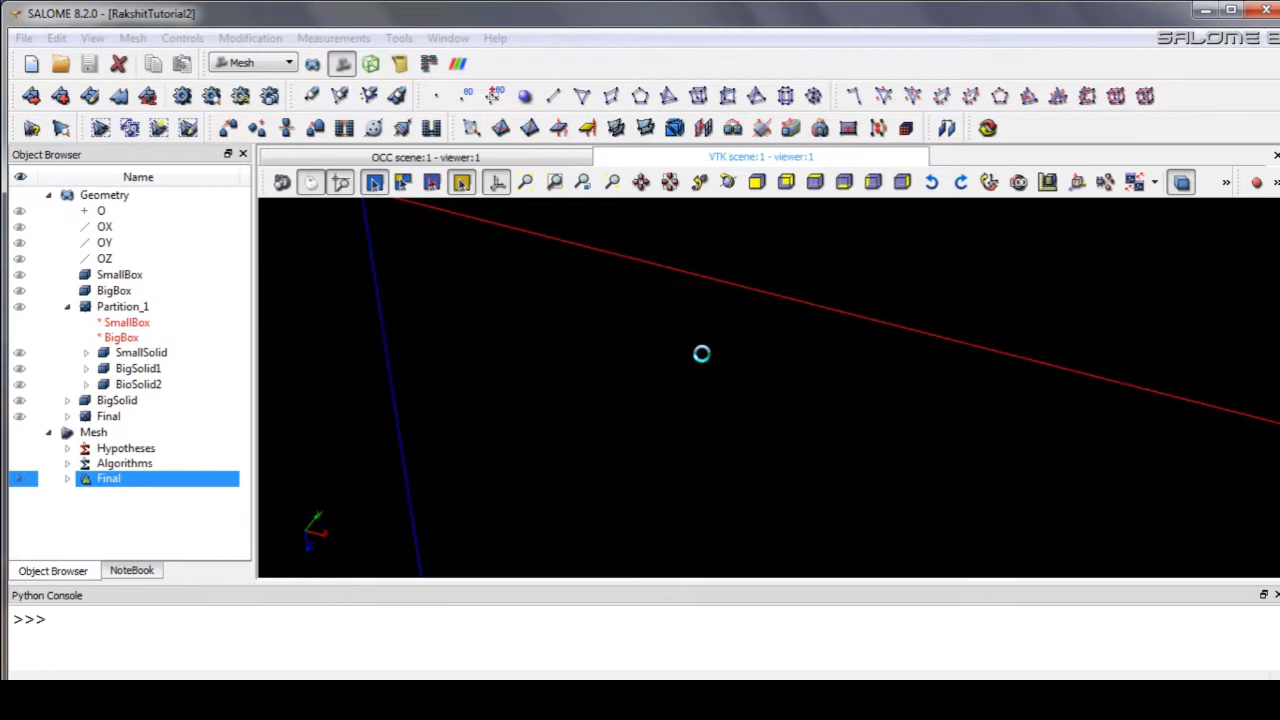 SALOME 8.2.0 - [RakshitTutorial2]
File Edit View Mesh Controls Modification Measurements Tools Window Help
SALOME
Mesh
Object Browser
OCC scene:1 - viewer:1
VTK scene:1 - viewer:1
Name
Geometry
O
OX
OY
OZ
SmallBox
BigBox
Partition_1
* SmallBox
* BigBox
SmallSolid
BigSolid1
BioSolid2
BigSolid
Final
Mesh
Hypotheses
Algorithms
Final
Object Browser
NoteBook
Python Console
>>>